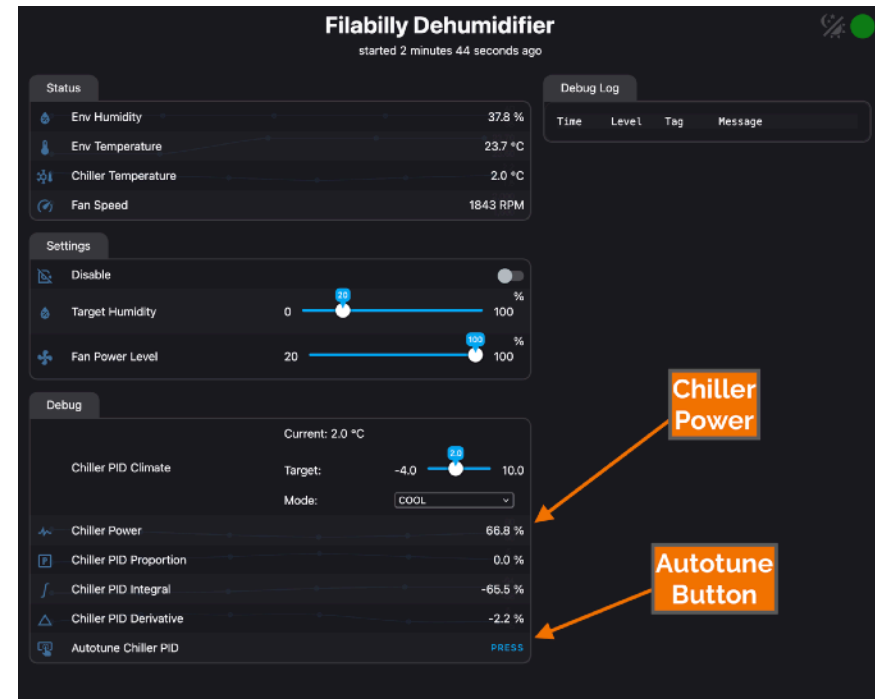 Filabilly Dehumidifier
started 2 minutes 44 seconds ago
Status
Env Humidity 37.8 %
Env Temperature 23.7 °C
Chiller Temperature 2.0 °C
Fan Speed 1843 RPM
Debug Log
Time Level Tag Message
Settings
Disable
Target Humidity 0 20 100 %
Fan Power Level 20 100 100 %
Debug
Chiller PID Climate
Current: 2.0 °C
Target: -4.0 2.0 10.0
Mode: COOL
Chiller Power 66.8 %
P Chiller PID Proportion 0.0 %
Chiller PID Integral -65.5 %
Chiller PID Derivative -2.2 %
Autotune Chiller PID PRESS
Chiller
Power
Autotune
Button